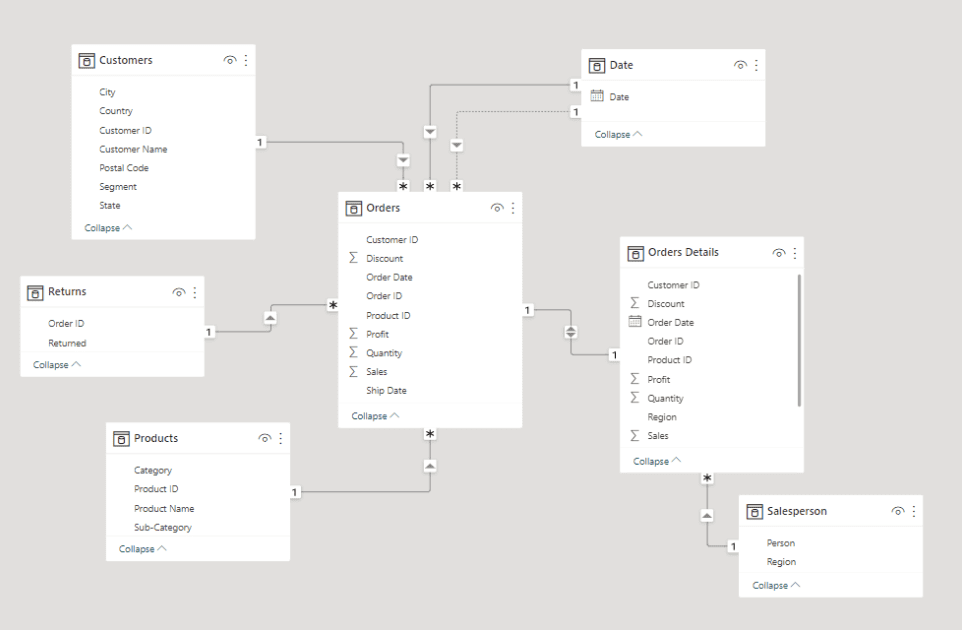 Customers
City
Country
Customer ID
Customer Name
Postal Code
Segment
State
Collapse
Date
Date
Collapse
1
1
1
*
*
*
Orders
Customer ID
Discount
Order Date
Order ID
Product ID
Profit
Quantity
Sales
Ship Date
Collapse
Orders Details
Customer ID
Discount
Order Date
Order ID
Product ID
Profit
Quantity
Region
Sales
Collapse
Returns
Order ID
Returned
Collapse
1
*
1
1
Products
Category
Product ID
Product Name
Sub-Category
Collapse
*
1
*
1
Salesperson
Person
Region
Collapse